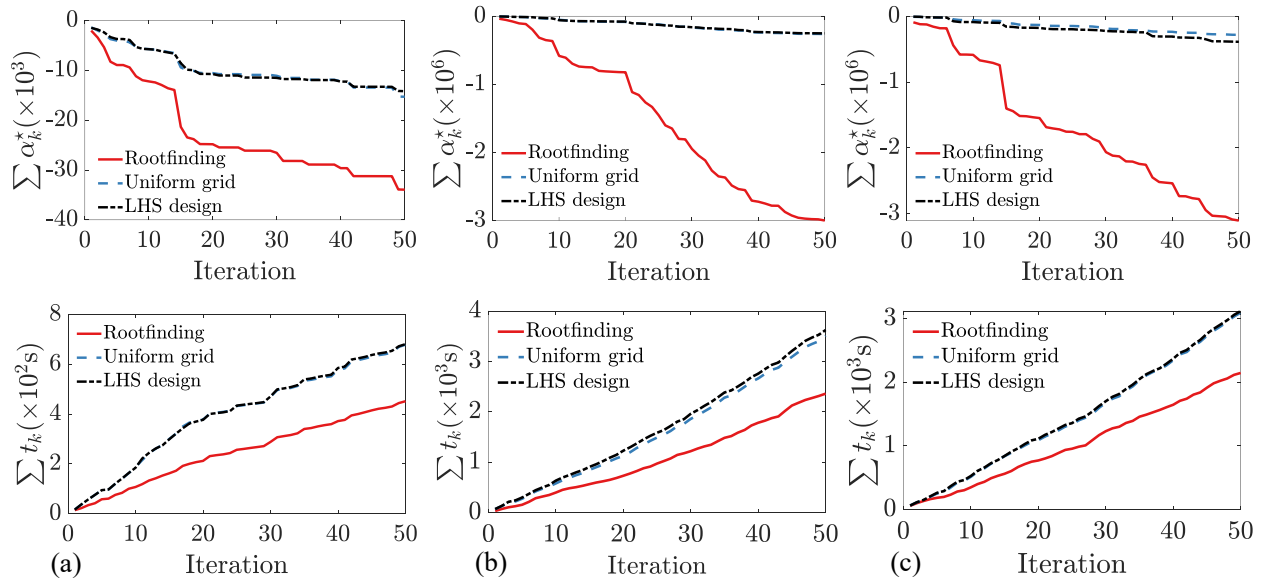 ∑ α*ₖ(×10³)
0
-10
-20
-30
-40
Rootfinding
Uniform grid
LHS design
0 10 20 30 40 50
Iteration
∑ α*ₖ(×10⁶)
0
-1
-2
-3
Rootfinding
Uniform grid
LHS design
0 10 20 30 40 50
Iteration
∑ α*ₖ(×10⁶)
0
-1
-2
-3
Rootfinding
Uniform grid
LHS design
0 10 20 30 40 50
Iteration
∑ tₖ(×10²s)
8
6
4
2
0
Rootfinding
Uniform grid
LHS design
0 10 20 30 40 50
(a) Iteration
∑ tₖ(×10³s)
4
3
2
1
0
Rootfinding
Uniform grid
LHS design
0 10 20 30 40 50
(b) Iteration
∑ tₖ(×10³s)
3
2
1
0
Rootfinding
Uniform grid
LHS design
0 10 20 30 40 50
(c) Iteration